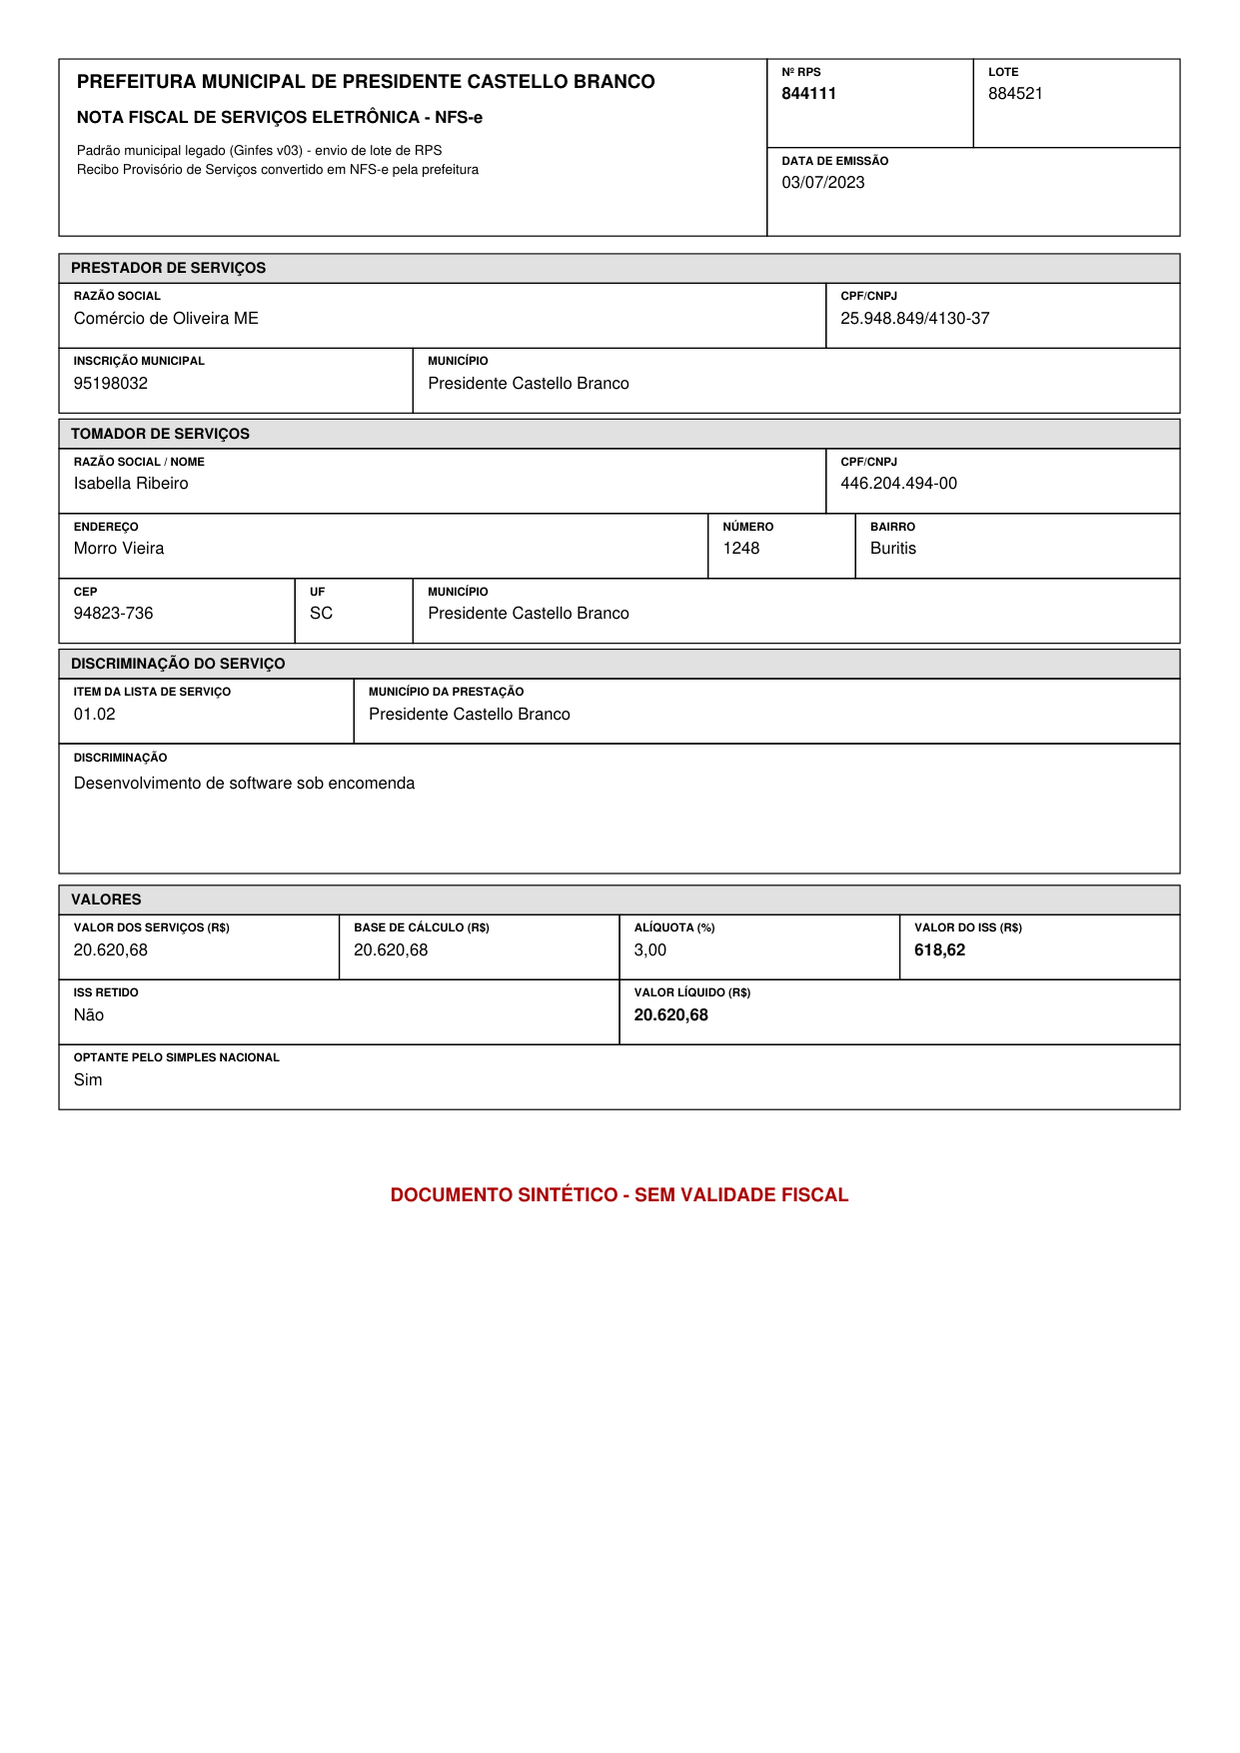 PREFEITURA MUNICIPAL DE PRESIDENTE CASTELLO BRANCO
NOTA FISCAL DE SERVIÇOS ELETRÔNICA - NFS-e
Padrão municipal legado (Ginfes v03) - envio de lote de RPS
Recibo Provisório de Serviços convertido em NFS-e pela prefeitura
Nº RPS
844111
LOTE
884521
DATA DE EMISSÃO
03/07/2023
PRESTADOR DE SERVIÇOS
RAZÃO SOCIAL
Comércio de Oliveira ME
CPF/CNPJ
25.948.849/4130-37
INSCRIÇÃO MUNICIPAL
95198032
MUNICÍPIO
Presidente Castello Branco
TOMADOR DE SERVIÇOS
RAZÃO SOCIAL / NOME
Isabella Ribeiro
CPF/CNPJ
446.204.494-00
ENDEREÇO
Morro Vieira
NÚMERO
1248
BAIRRO
Buritis
CEP
94823-736
UF
SC
MUNICÍPIO
Presidente Castello Branco
DISCRIMINAÇÃO DO SERVIÇO
ITEM DA LISTA DE SERVIÇO
01.02
MUNICÍPIO DA PRESTAÇÃO
Presidente Castello Branco
DISCRIMINAÇÃO
Desenvolvimento de software sob encomenda
VALORES
VALOR DOS SERVIÇOS (R$)
20.620,68
BASE DE CÁLCULO (R$)
20.620,68
ALÍQUOTA (%)
3,00
VALOR DO ISS (R$)
618,62
ISS RETIDO
Não
VALOR LÍQUIDO (R$)
20.620,68
OPTANTE PELO SIMPLES NACIONAL
Sim
DOCUMENTO SINTÉTICO - SEM VALIDADE FISCAL